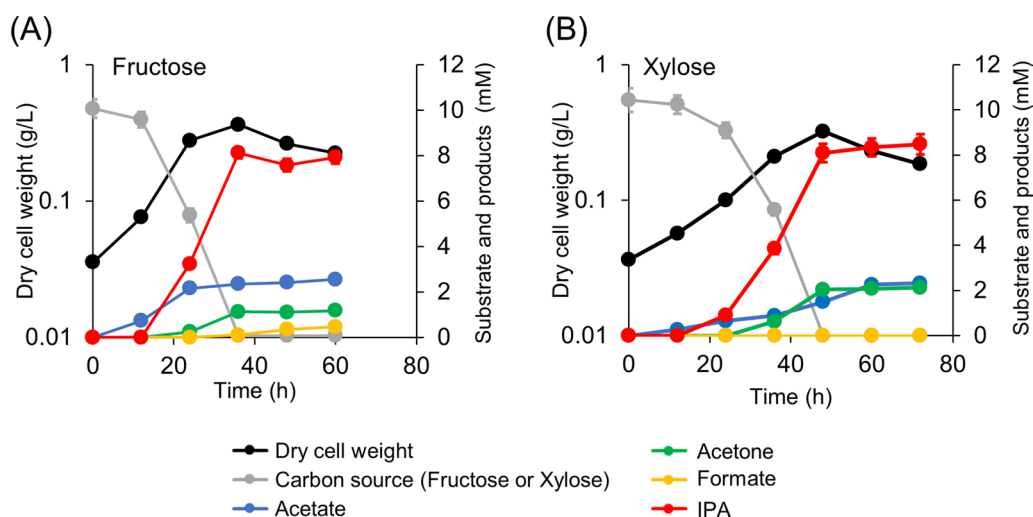 (A)
Fructose
Dry cell weight (g/L)
1
0.1
0.01
Substrate and products (mM)
12
10
8
6
4
2
0
0 20 40 60 80
Time (h)
(B)
Xylose
Dry cell weight (g/L)
1
0.1
0.01
Substrate and products (mM)
12
10
8
6
4
2
0
0 20 40 60 80
Time (h)
Dry cell weight
Carbon source (Fructose or Xylose)
Acetate
Acetone
Formate
IPA